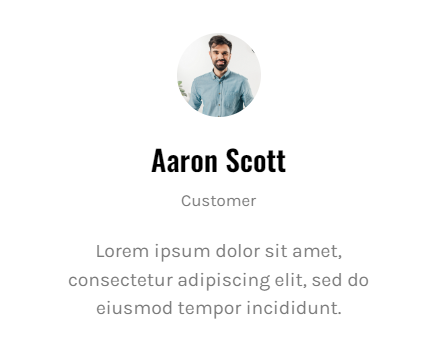 Aaron Scott
Customer
Lorem ipsum dolor sit amet,
consectetur adipiscing elit, sed do
eiusmod tempor incididunt.